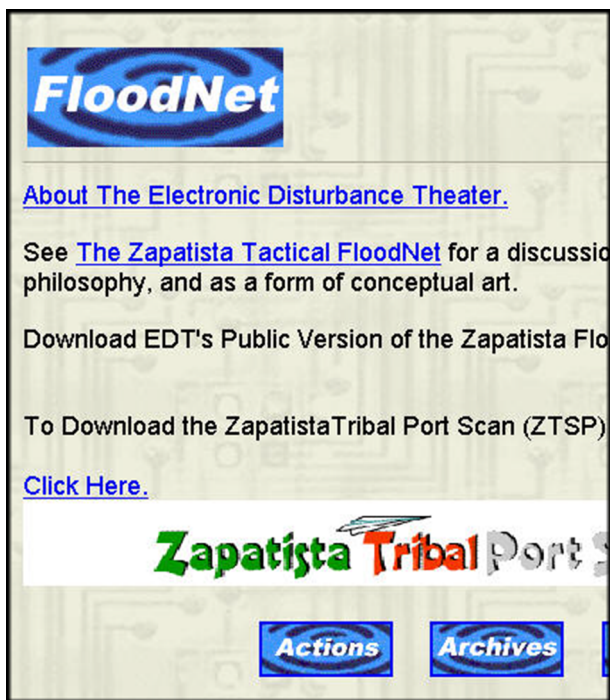 FloodNet
About The Electronic Disturbance Theater.
See The Zapatista Tactical FloodNet for a
philosophy, and as a form of conceptual art.
Download EDT's Public Version of the Zapatista
To Download the ZapatistaTribal Port Scan (ZTSP)
Click Here.
Zapatista Tribal Port
Actions Archives